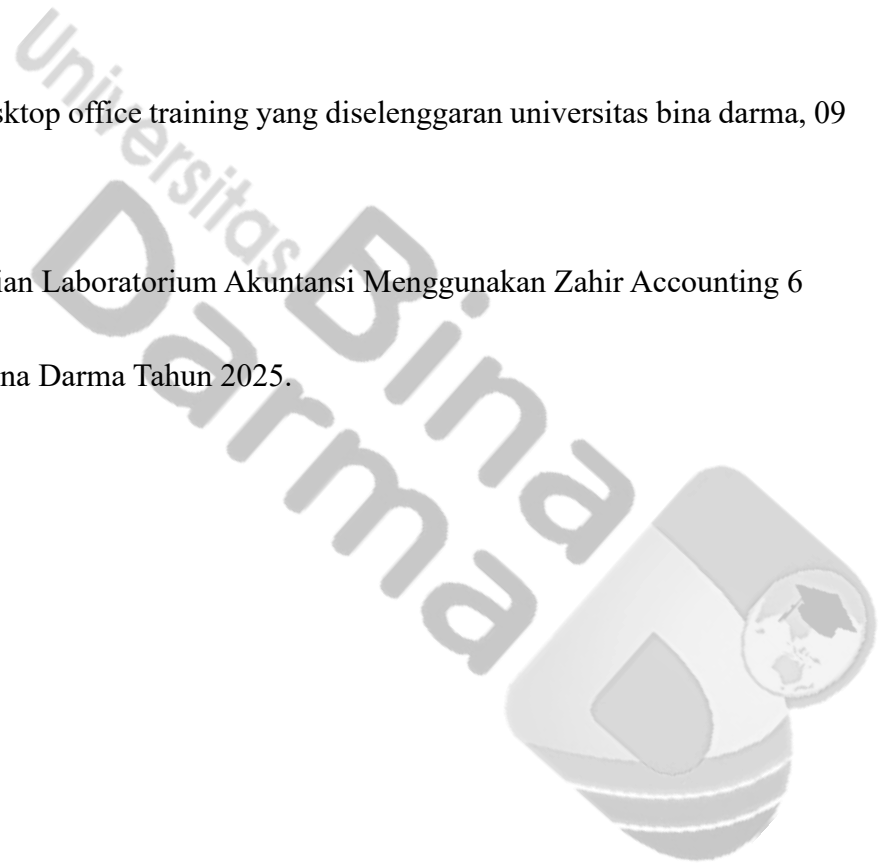 sktop office training yang diselenggaran universitas bina darma, 09
ian Laboratorium Akuntansi Menggunakan Zahir Accounting 6
na Darma Tahun 2025.
Universitas
Bina
Darma